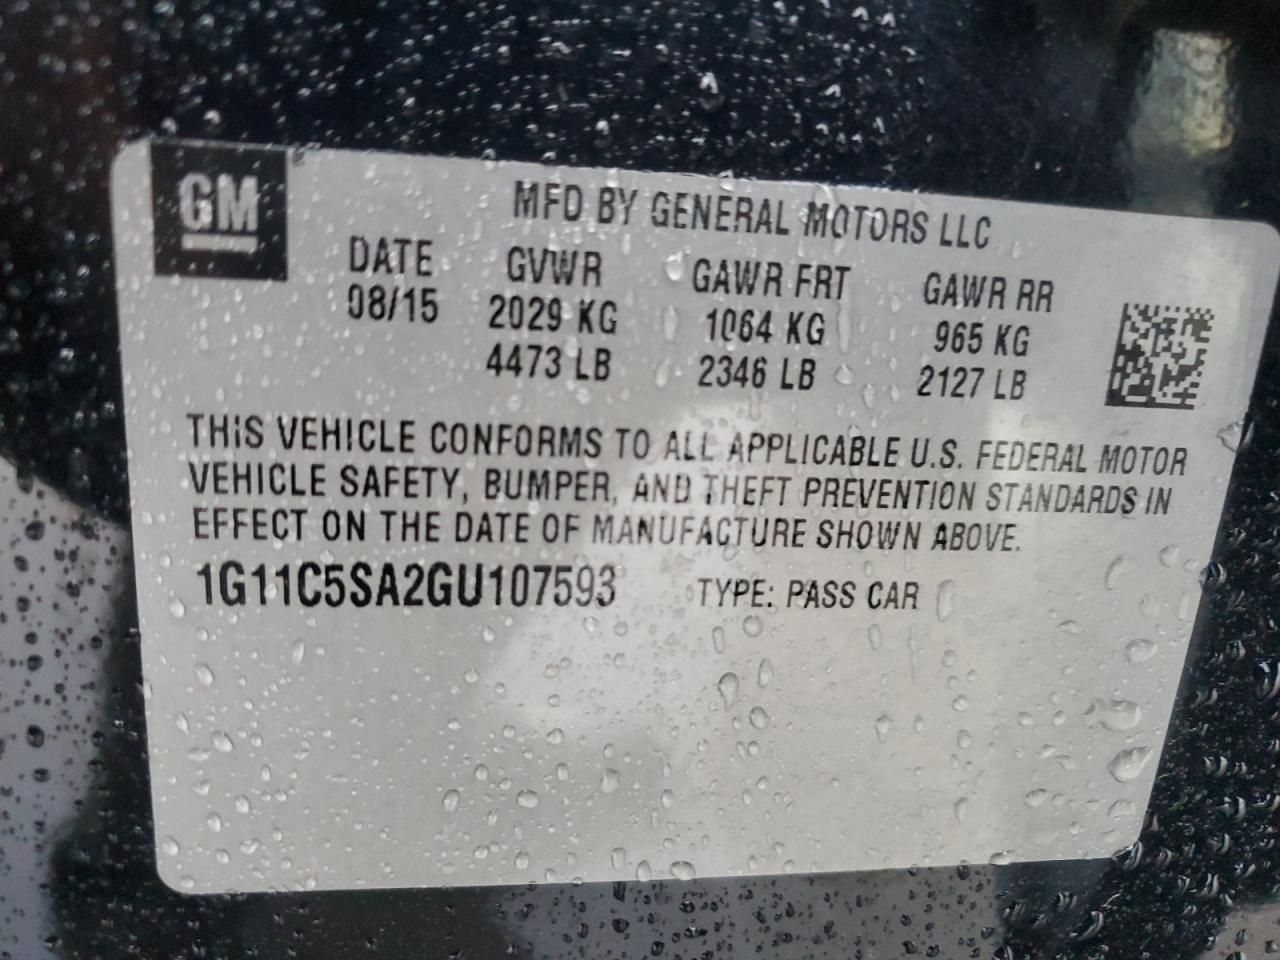 GM
MFD BY GENERAL MOTORS LLC
DATE GVWR GAWR FRT GAWR RR
08/15 2029 KG 1064 KG 965 KG
4473 LB 2346 LB 2127 LB
THIS VEHICLE CONFORMS TO ALL APPLICABLE U.S. FEDERAL MOTOR
VEHICLE SAFETY, BUMPER, AND THEFT PREVENTION STANDARDS IN
EFFECT ON THE DATE OF MANUFACTURE SHOWN ABOVE.
1G11C5SA2GU107593 TYPE: PASS CAR